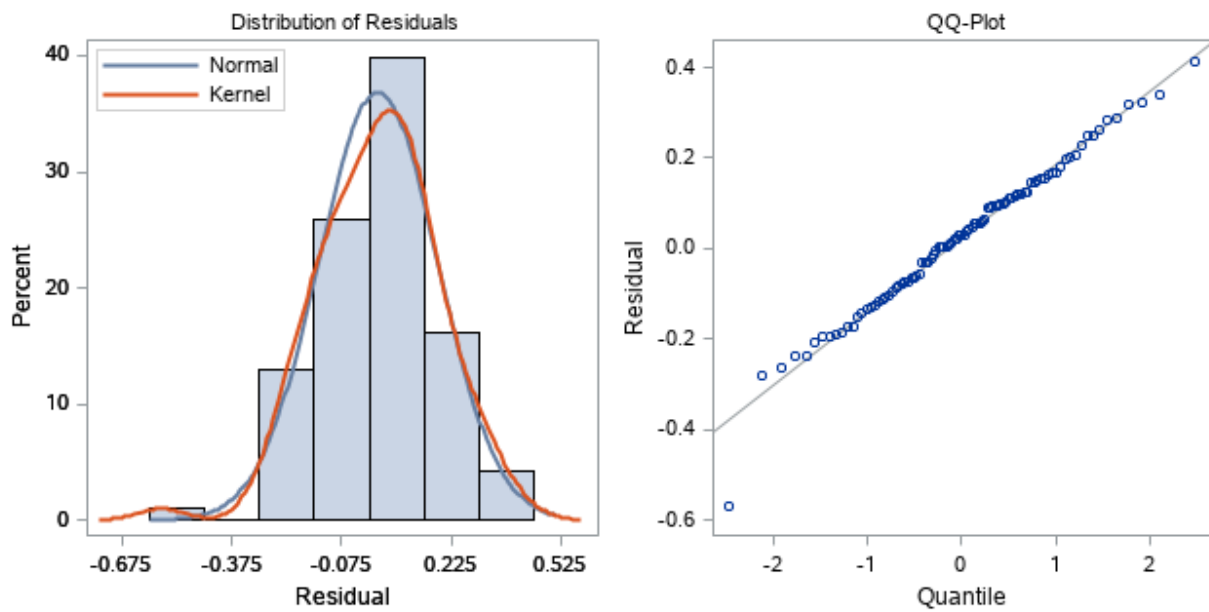 Distribution of Residuals
Normal
Kernel
Percent
40
30
20
10
0
-0.675 -0.375 -0.075 0.225 0.525
Residual
QQ-Plot
Residual
0.4
0.2
0.0
-0.2
-0.4
-0.6
-2 -1 0 1 2
Quantile